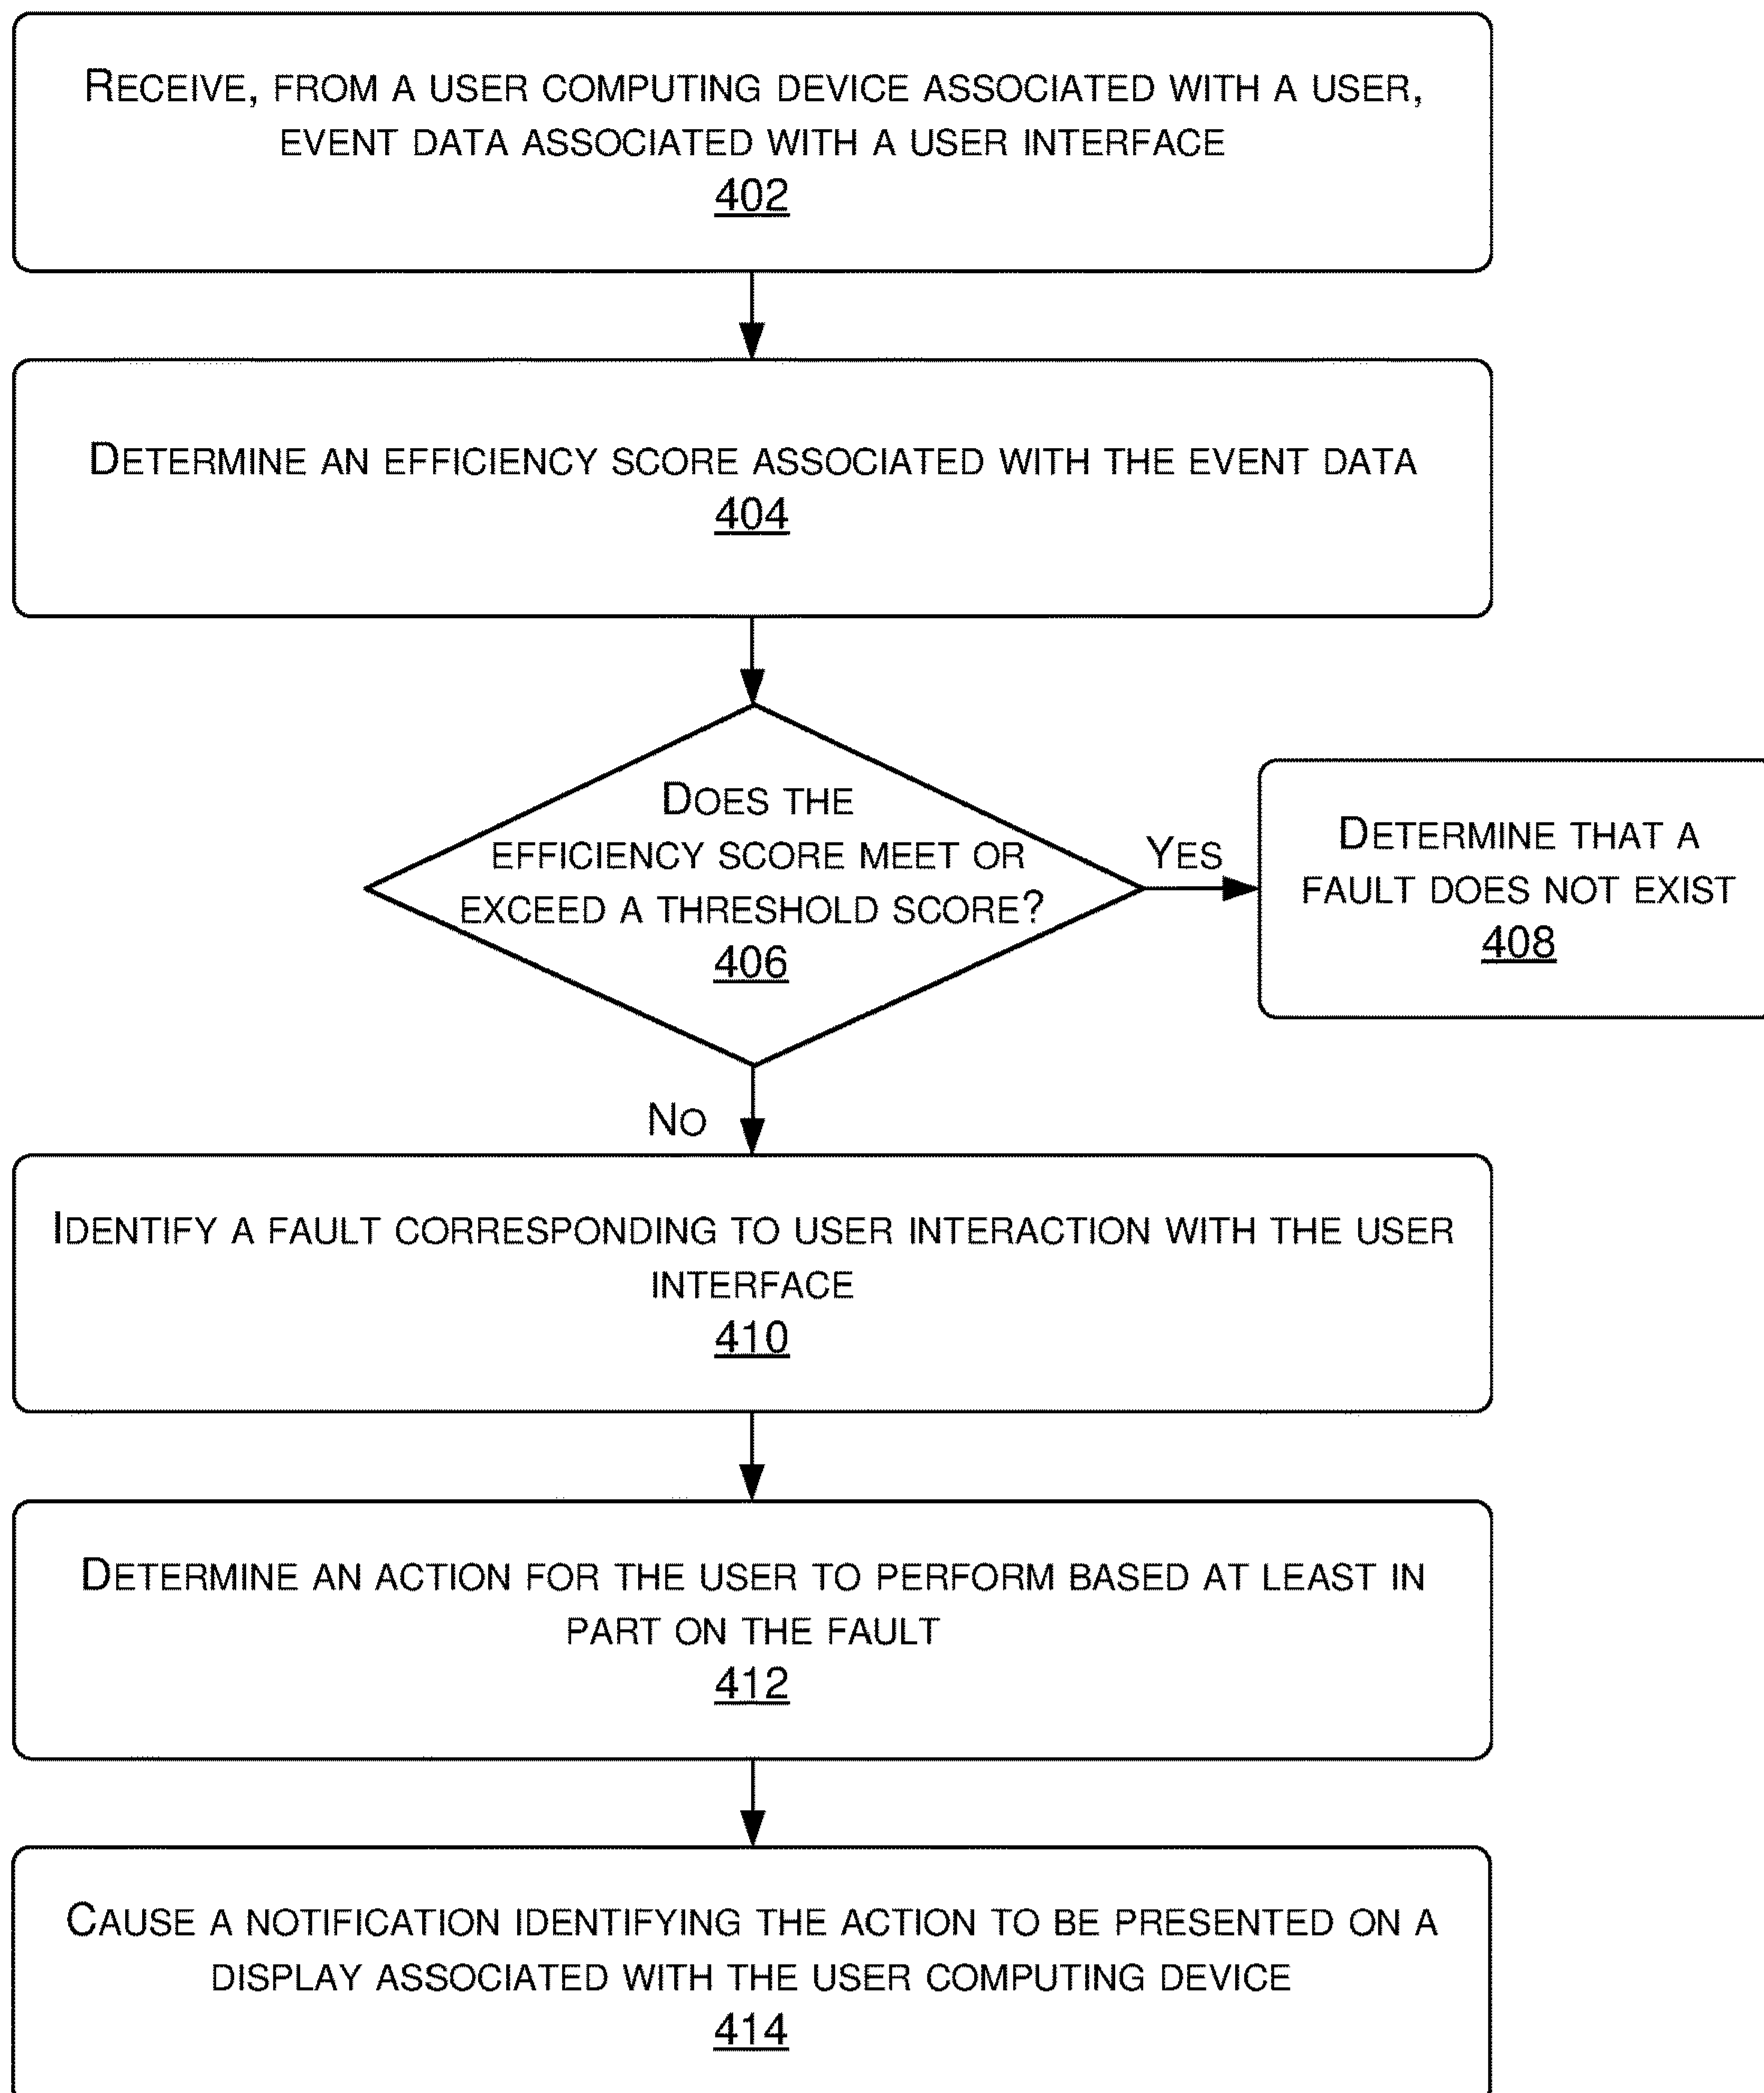 RECEIVE, FROM A USER COMPUTING DEVICE ASSOCIATED WITH A USER,
EVENT DATA ASSOCIATED WITH A USER INTERFACE
402
DETERMINE AN EFFICIENCY SCORE ASSOCIATED WITH THE EVENT DATA
404
DOES THE
EFFICIENCY SCORE MEET OR
EXCEED A THRESHOLD SCORE?
406
YES
DETERMINE THAT A
FAULT DOES NOT EXIST
408
NO
IDENTIFY A FAULT CORRESPONDING TO USER INTERACTION WITH THE USER
INTERFACE
410
DETERMINE AN ACTION FOR THE USER TO PERFORM BASED AT LEAST IN
PART ON THE FAULT
412
CAUSE A NOTIFICATION IDENTIFYING THE ACTION TO BE PRESENTED ON A
DISPLAY ASSOCIATED WITH THE USER COMPUTING DEVICE
414